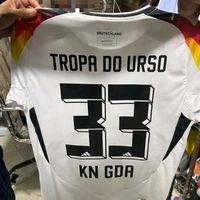 DEUTSCHLAND
TROPA DO URSO
33
KN GDA